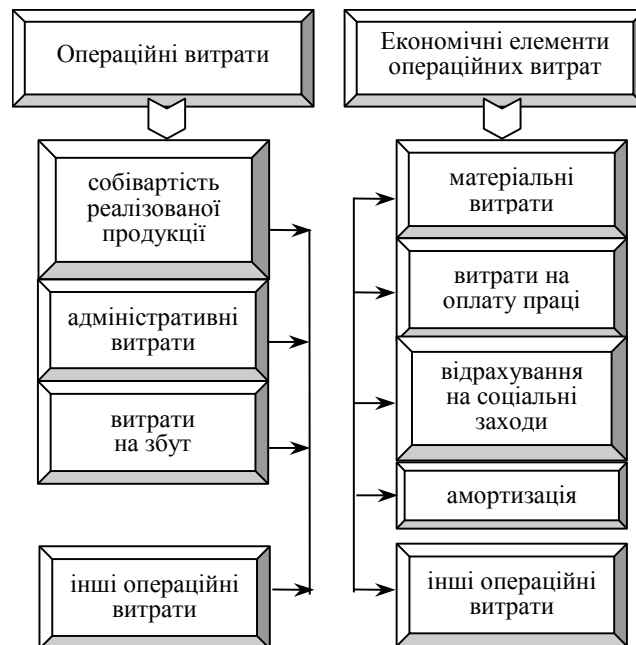 Операційні витрати
собівартість
реалізованої
продукції
адміністративні
витрати
витрати
на збут
інші операційні
витрати
Економічні елементи
операційних витрат
матеріальні
витрати
витрати на
оплату праці
відрахування
на соціальні
заходи
амортизація
інші операційні
витрати